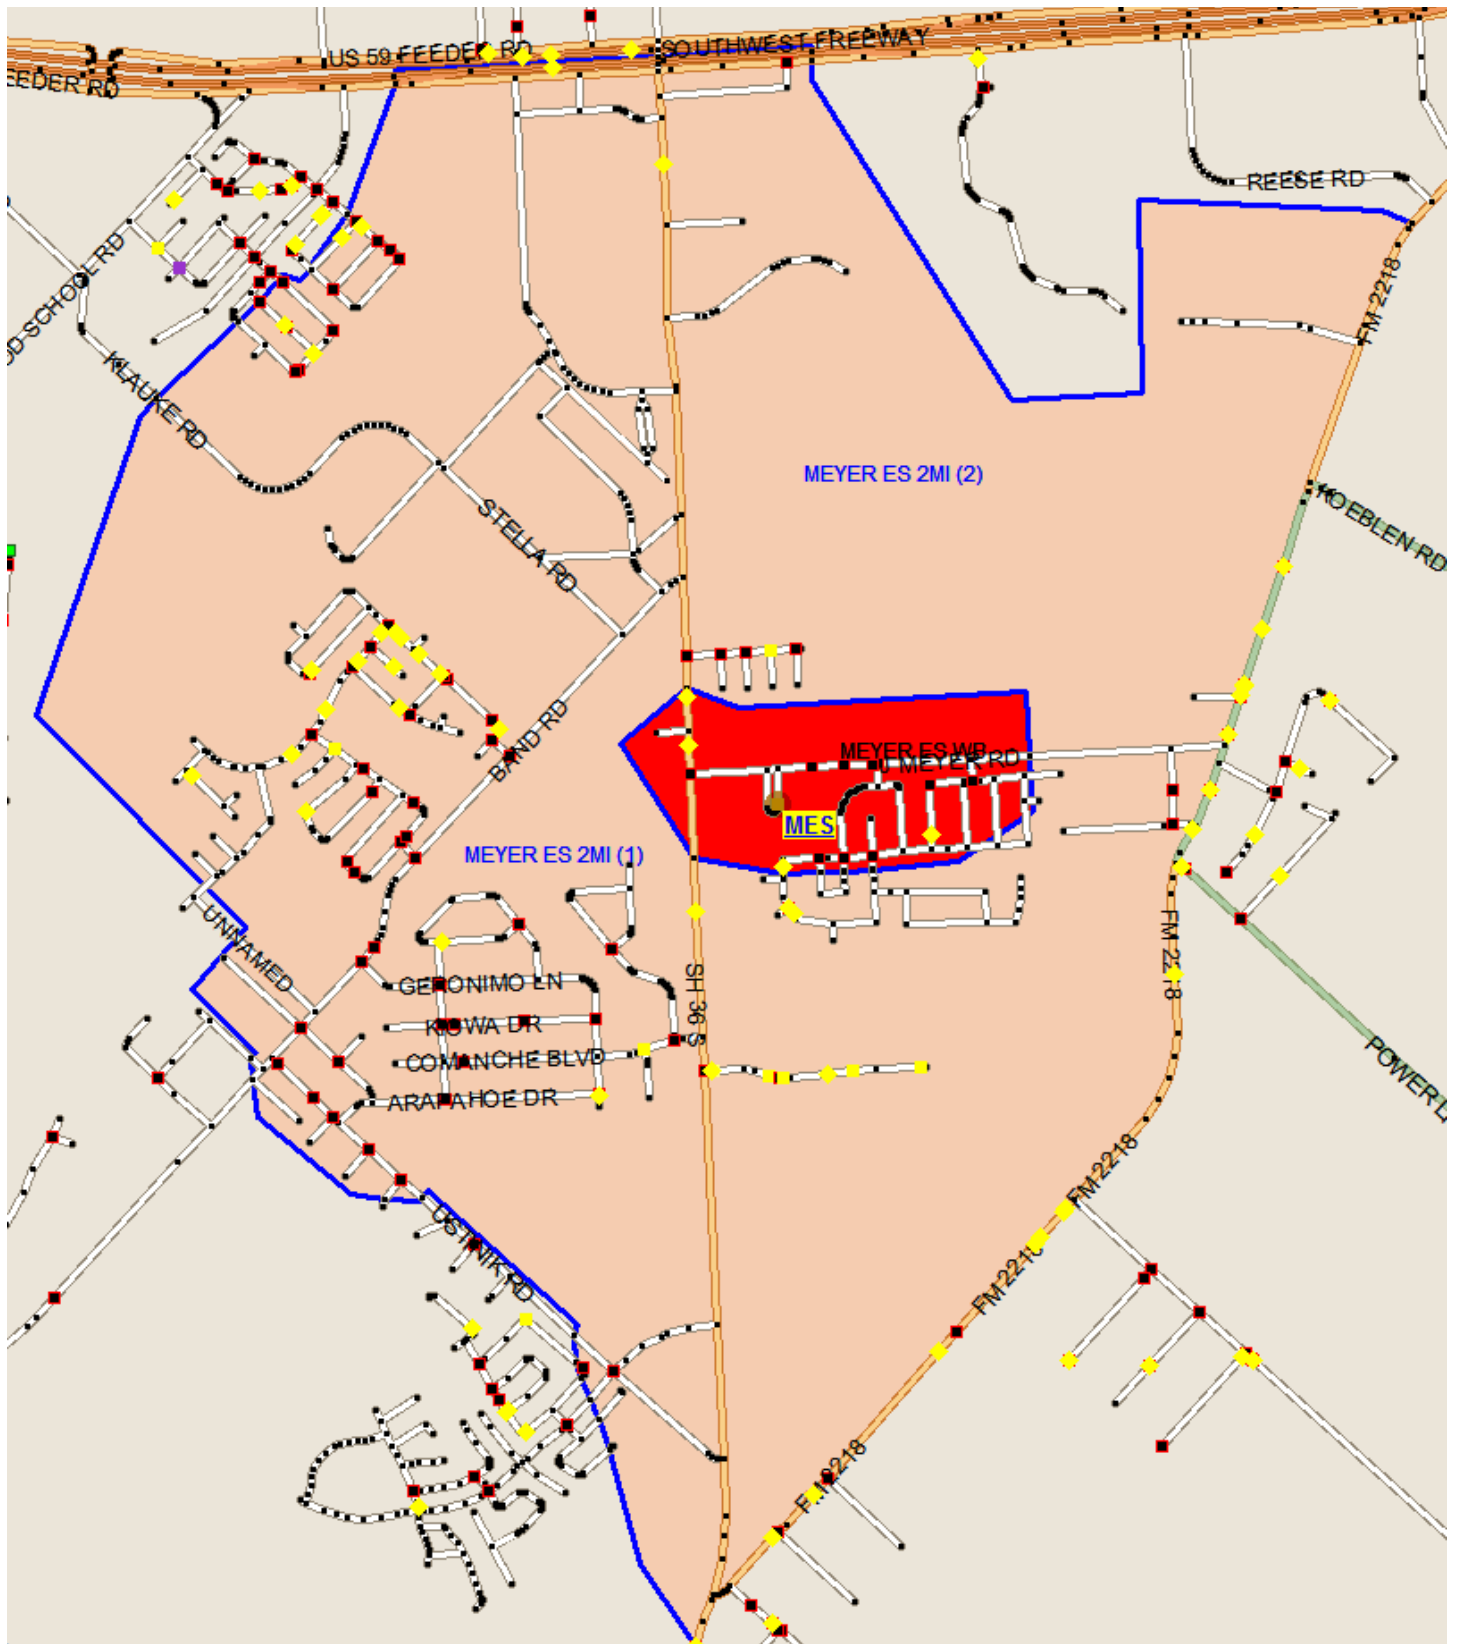 US 59 FEEDER RD
SOUTHWEST FREEWAY
EEDER RD
REESE RD
OD SCHOOL RD
FM 2218
KLAUKE RD
MEYER ES 2MI (2)
STELLA RD
KOEBLEN RD
BAND RD
MEYER ES WB
J MEYER RD
MES
MEYER ES 2MI (1)
UNNAMED
FM 2218
SH 36 S
GERONIMO LN
KIOWA DR
COMANCHE BLVD
ARAPAHOE DR
POWER L
FM 2218
USTINIK RD
FM 2218
FM 2218